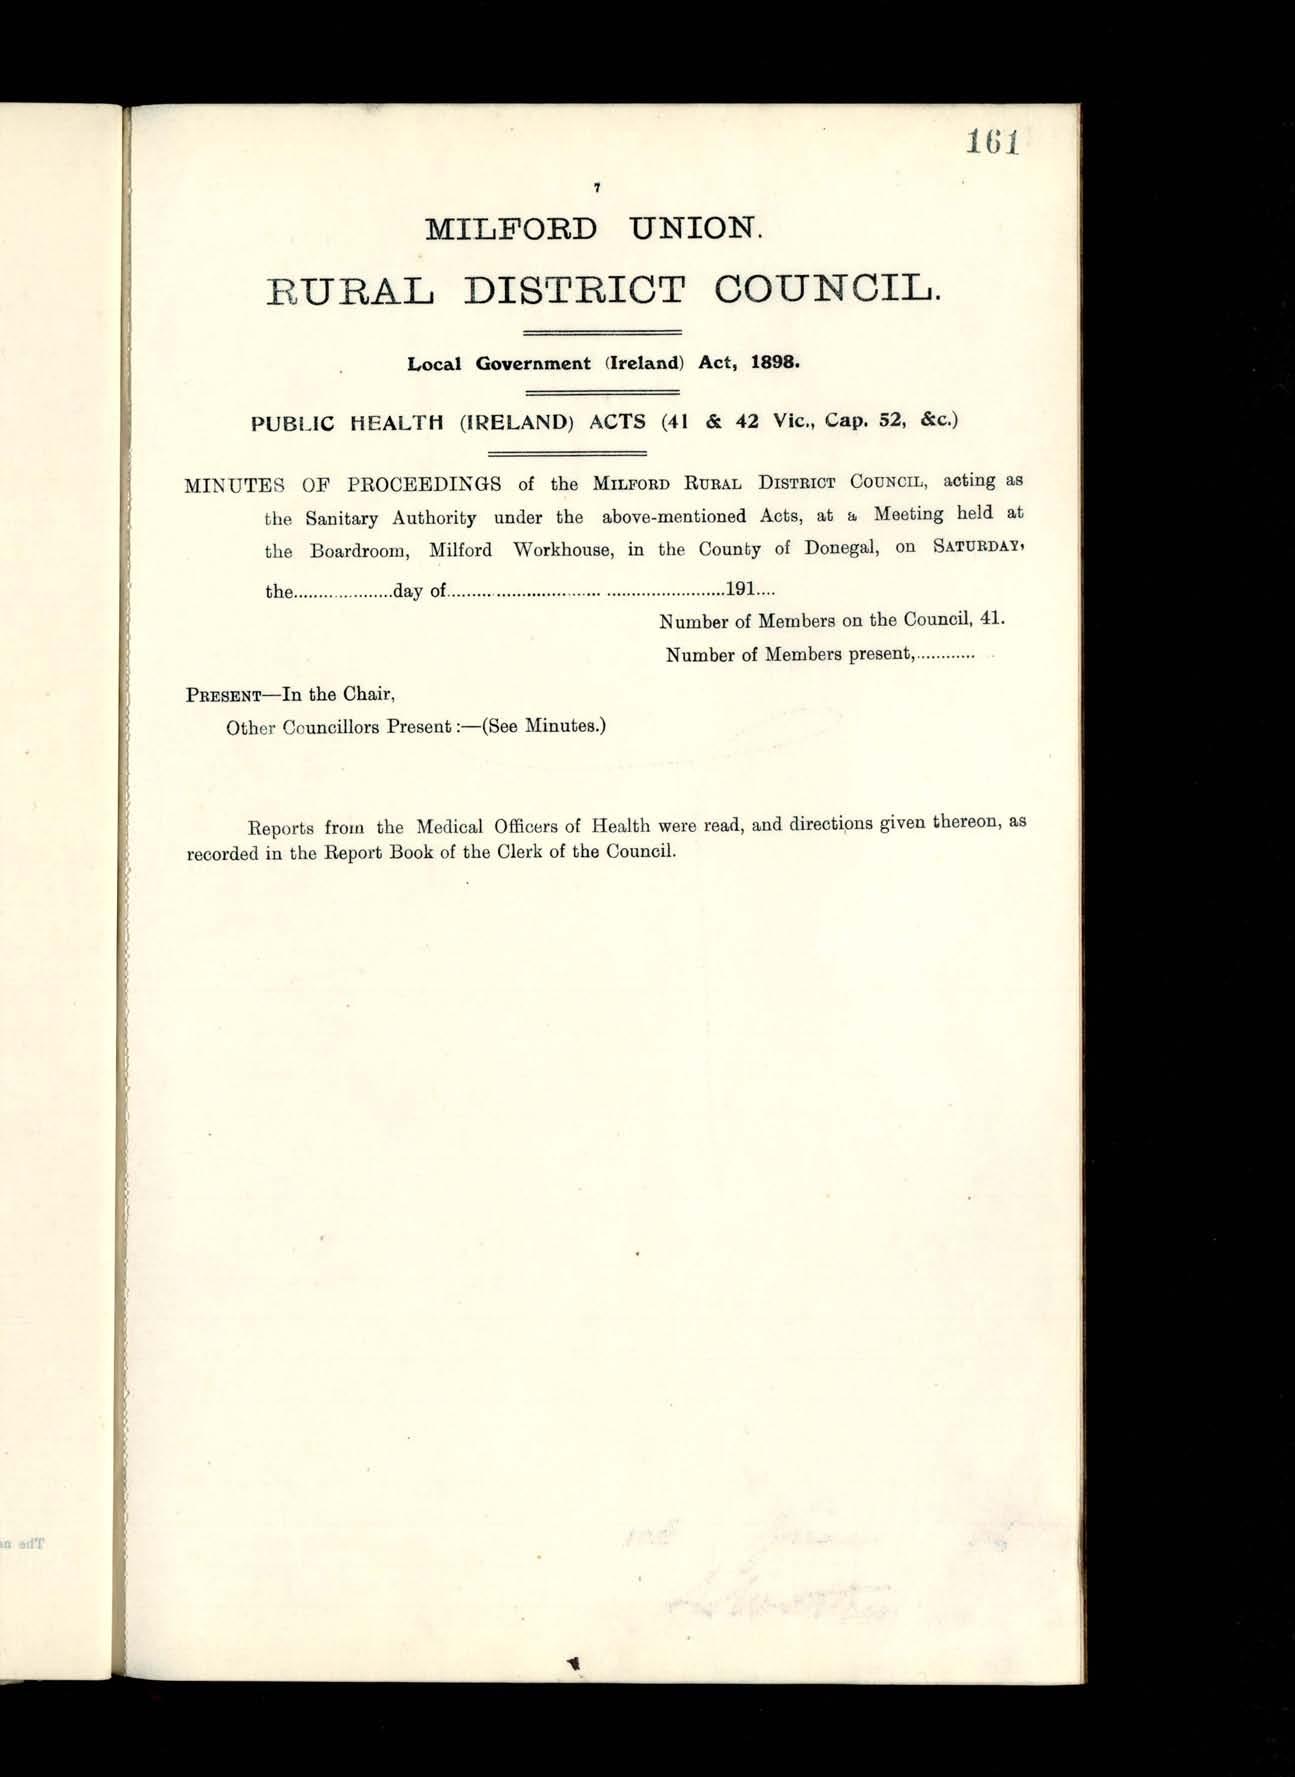 161
7
MILFORD UNION.
RURAL DISTRICT COUNCIL.
Local Government (Ireland) Act, 1898.
PUBLIC HEALTH (IRELAND) ACTS (41 & 42 Vic., Cap. 52, &c.)
MINUTES OF PROCEEDINGS of the MILFORD RURAL DISTRICT COUNCIL, acting as
the Sanitary Authority under the above-mentioned Acts, at a Meeting held at
the Boardroom, Milford Workhouse, in the County of Donegal, on SATURDAY,
the....................day of........................................................191....
Number of Members on the Council, 41.
Number of Members present,............
PRESENT—In the Chair,
Other Councillors Present :—(See Minutes.)
Reports from the Medical Officers of Health were read, and directions given thereon, as
recorded in the Report Book of the Clerk of the Council.